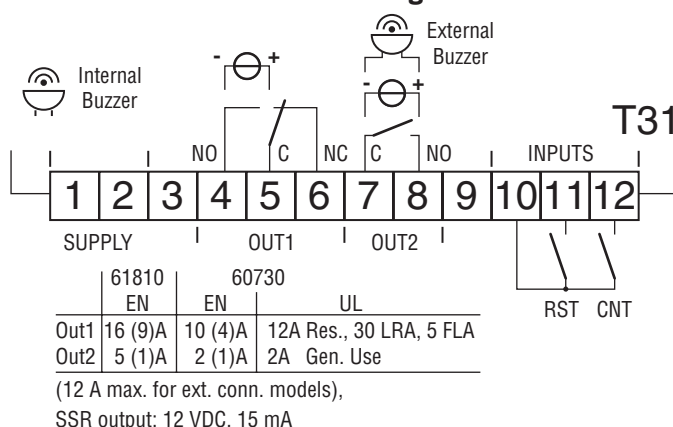 External
Buzzer
- +
Internal
Buzzer
- +
T31
NO C NC C NO INPUTS
1 2 3 4 5 6 7 8 9 10 11 12
SUPPLY OUT1 OUT2
RST CNT
61810 60730
EN EN UL
Out1 16 (9)A 10 (4)A 12A Res., 30 LRA, 5 FLA
Out2 5 (1)A 2 (1)A 2A Gen. Use
(12 A max. for ext. conn. models),
SSR output: 12 VDC, 15 mA